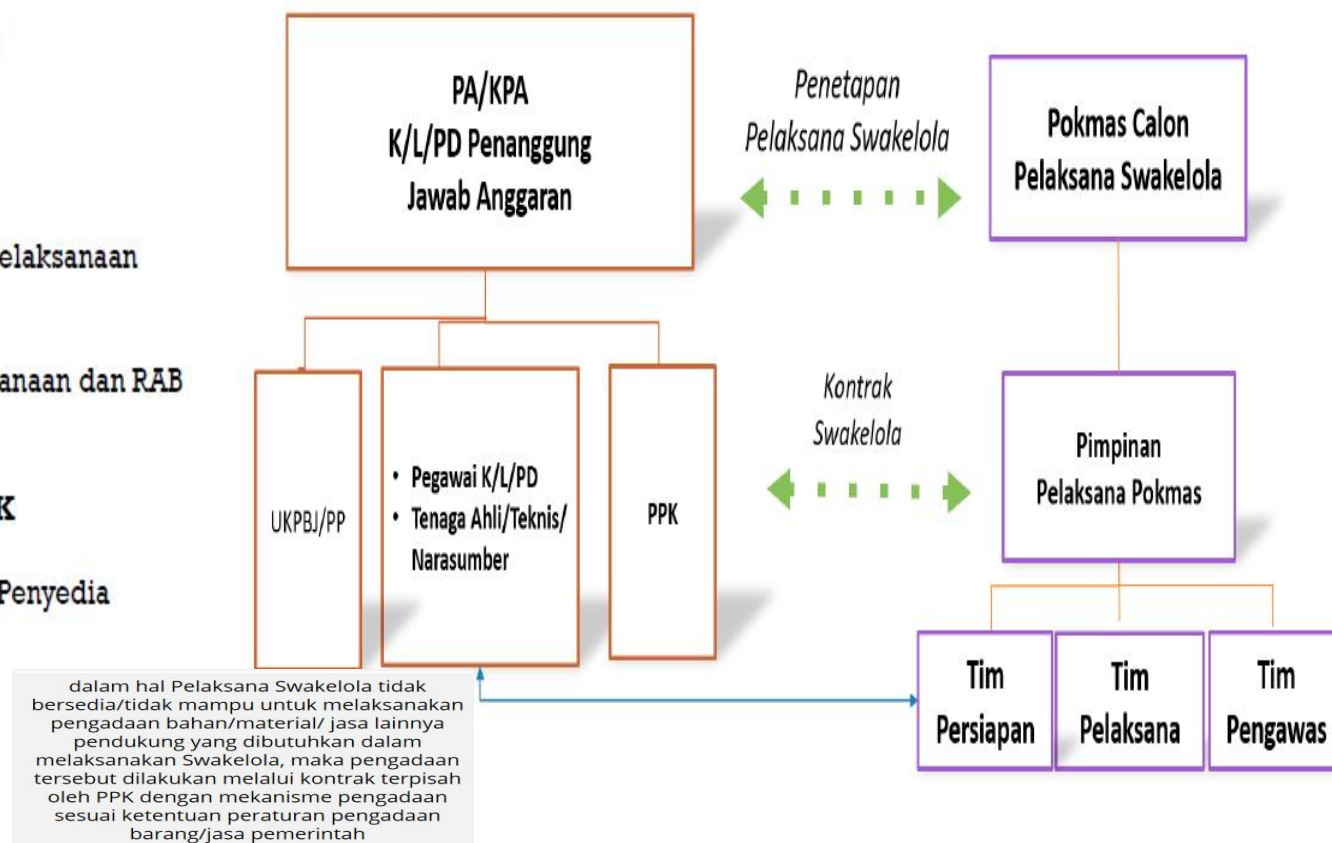 elaksanaan
anaan dan RAB
K
Penyedia
PA/KPA
K/L/PD Penanggung
Jawab Anggaran
Penetapan
Pelaksana Swakelola
Pokmas Calon
Pelaksana Swakelola
UKPBJ/PP
• Pegawai K/L/PD
• Tenaga Ahli/Teknis/
Narasumber
PPK
Kontrak
Swakelola
Pimpinan
Pelaksana Pokmas
Tim
Persiapan
Tim
Pelaksana
Tim
Pengawas
dalam hal Pelaksana Swakelola tidak
bersedia/tidak mampu untuk melaksanakan
pengadaan bahan/material/ jasa lainnya
pendukung yang dibutuhkan dalam
melaksanakan Swakelola, maka pengadaan
tersebut dilakukan melalui kontrak terpisah
oleh PPK dengan mekanisme pengadaan
sesuai ketentuan peraturan pengadaan
barang/jasa pemerintah